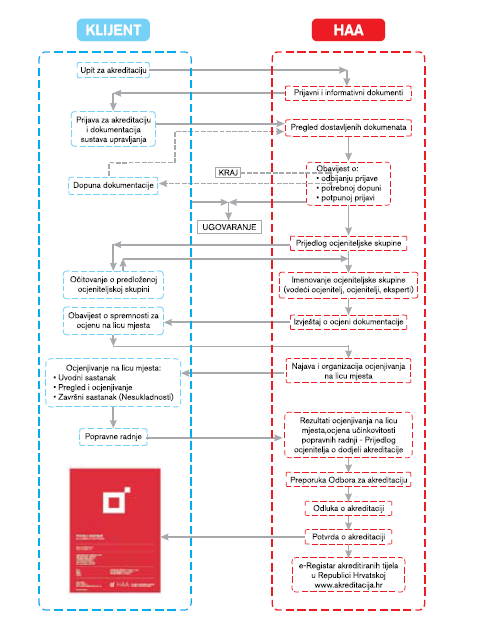 KLIJENT
HAA
Upit za akreditaciju
Prijavni i informativni dokumenti
Prijava za akreditaciju
i dokumentacija
sustava upravljanja
Pregled dostavljenih dokumenata
Obavijest o:
• odbijanju prijave
• potrebnoj dopuni
• potpunoj prijavi
KRAJ
Dopuna dokumentacije
UGOVARANJE
Prijedlog ocjeniteljske skupine
Očitovanje o predloženoj
ocjeniteljskoj skupini
Imenovanje ocjeniteljske skupine
(vodeći ocjenitelj, ocjenitelji, eksperti)
Obavijest o spremnosti za
ocjenu na licu mjesta
Izvještaj o ocjeni dokumentacije
Najava i organizacija ocjenjivanja
na licu mjesta
Ocjenjivanje na licu mjesta:
• Uvodni sastanak
• Pregled i ocjenjivanje
• Završni sastanak (Nesukladnosti)
Popravne radnje
Rezultati ocjenjivanja na licu
mjesta,ocjena učinkovitosti
popravnih radnji - Prijedlog
ocjenitelja o dodjeli akreditacije
Preporuka Odbora za akreditaciju
Odluka o akreditaciji
Potvrda o akreditaciji
e-Registar akreditiranih tijela
u Republici Hrvatskoj
www.akreditacija.hr
HAA